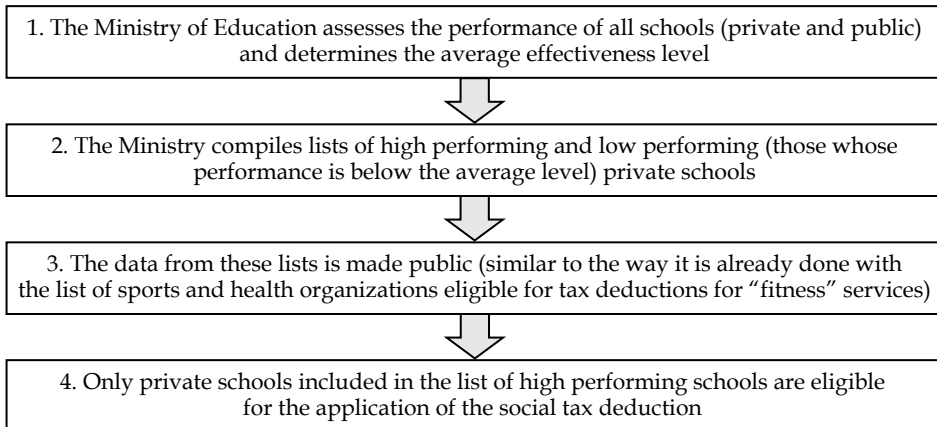 1. The Ministry of Education assesses the performance of all schools (private and public)
and determines the average effectiveness level
2. The Ministry compiles lists of high performing and low performing (those whose
performance is below the average level) private schools
3. The data from these lists is made public (similar to the way it is already done with
the list of sports and health organizations eligible for tax deductions for “fitness” services)
4. Only private schools included in the list of high performing schools are eligible
for the application of the social tax deduction